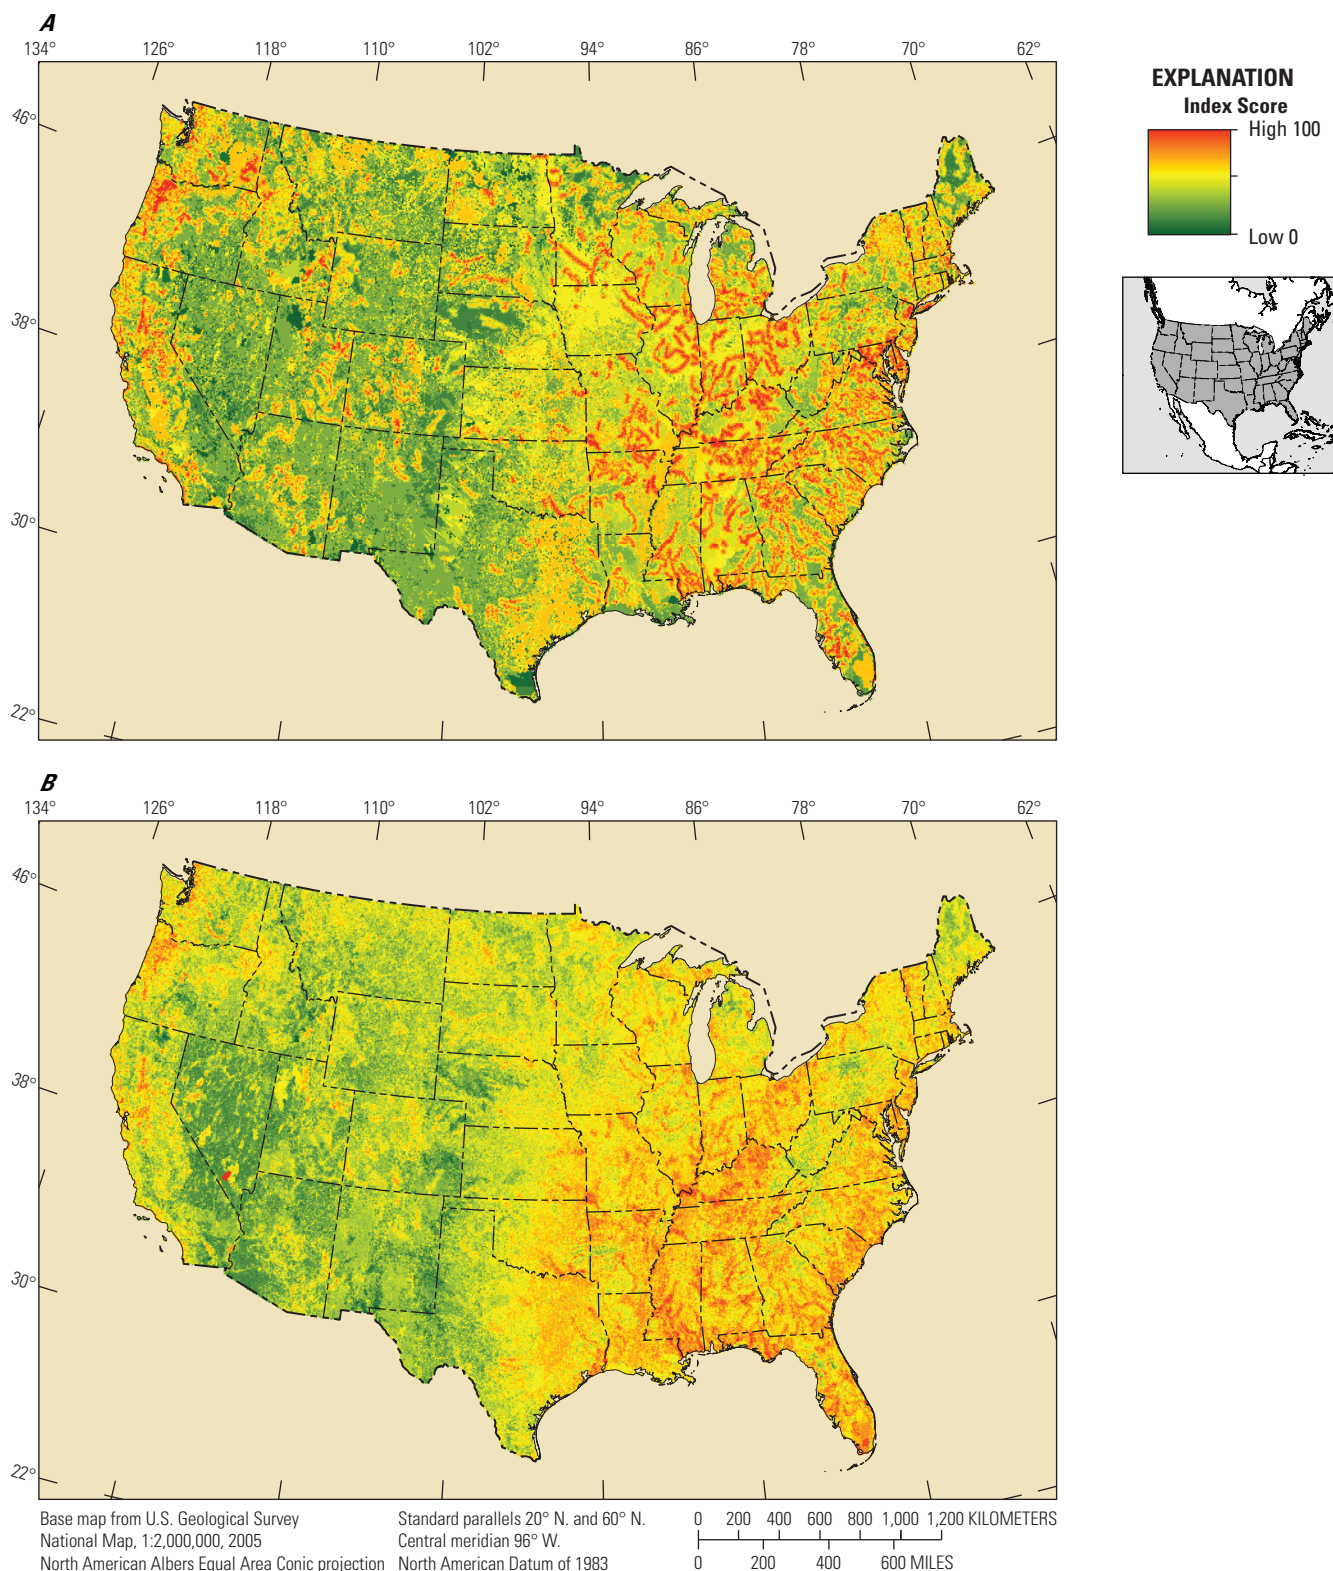 A
134° 126° 118° 110° 102° 94° 86° 78° 70° 62°
46°
38°
30°
22°
EXPLANATION
Index Score
High 100
Low 0
B
134° 126° 118° 110° 102° 94° 86° 78° 70° 62°
46°
38°
30°
22°
Base map from U.S. Geological Survey
National Map, 1:2,000,000, 2005
North American Albers Equal Area Conic projection
Standard parallels 20° N. and 60° N.
Central meridian 96° W.
North American Datum of 1983
0 200 400 600 800 1,000 1,200 KILOMETERS
0 200 400 600 MILES